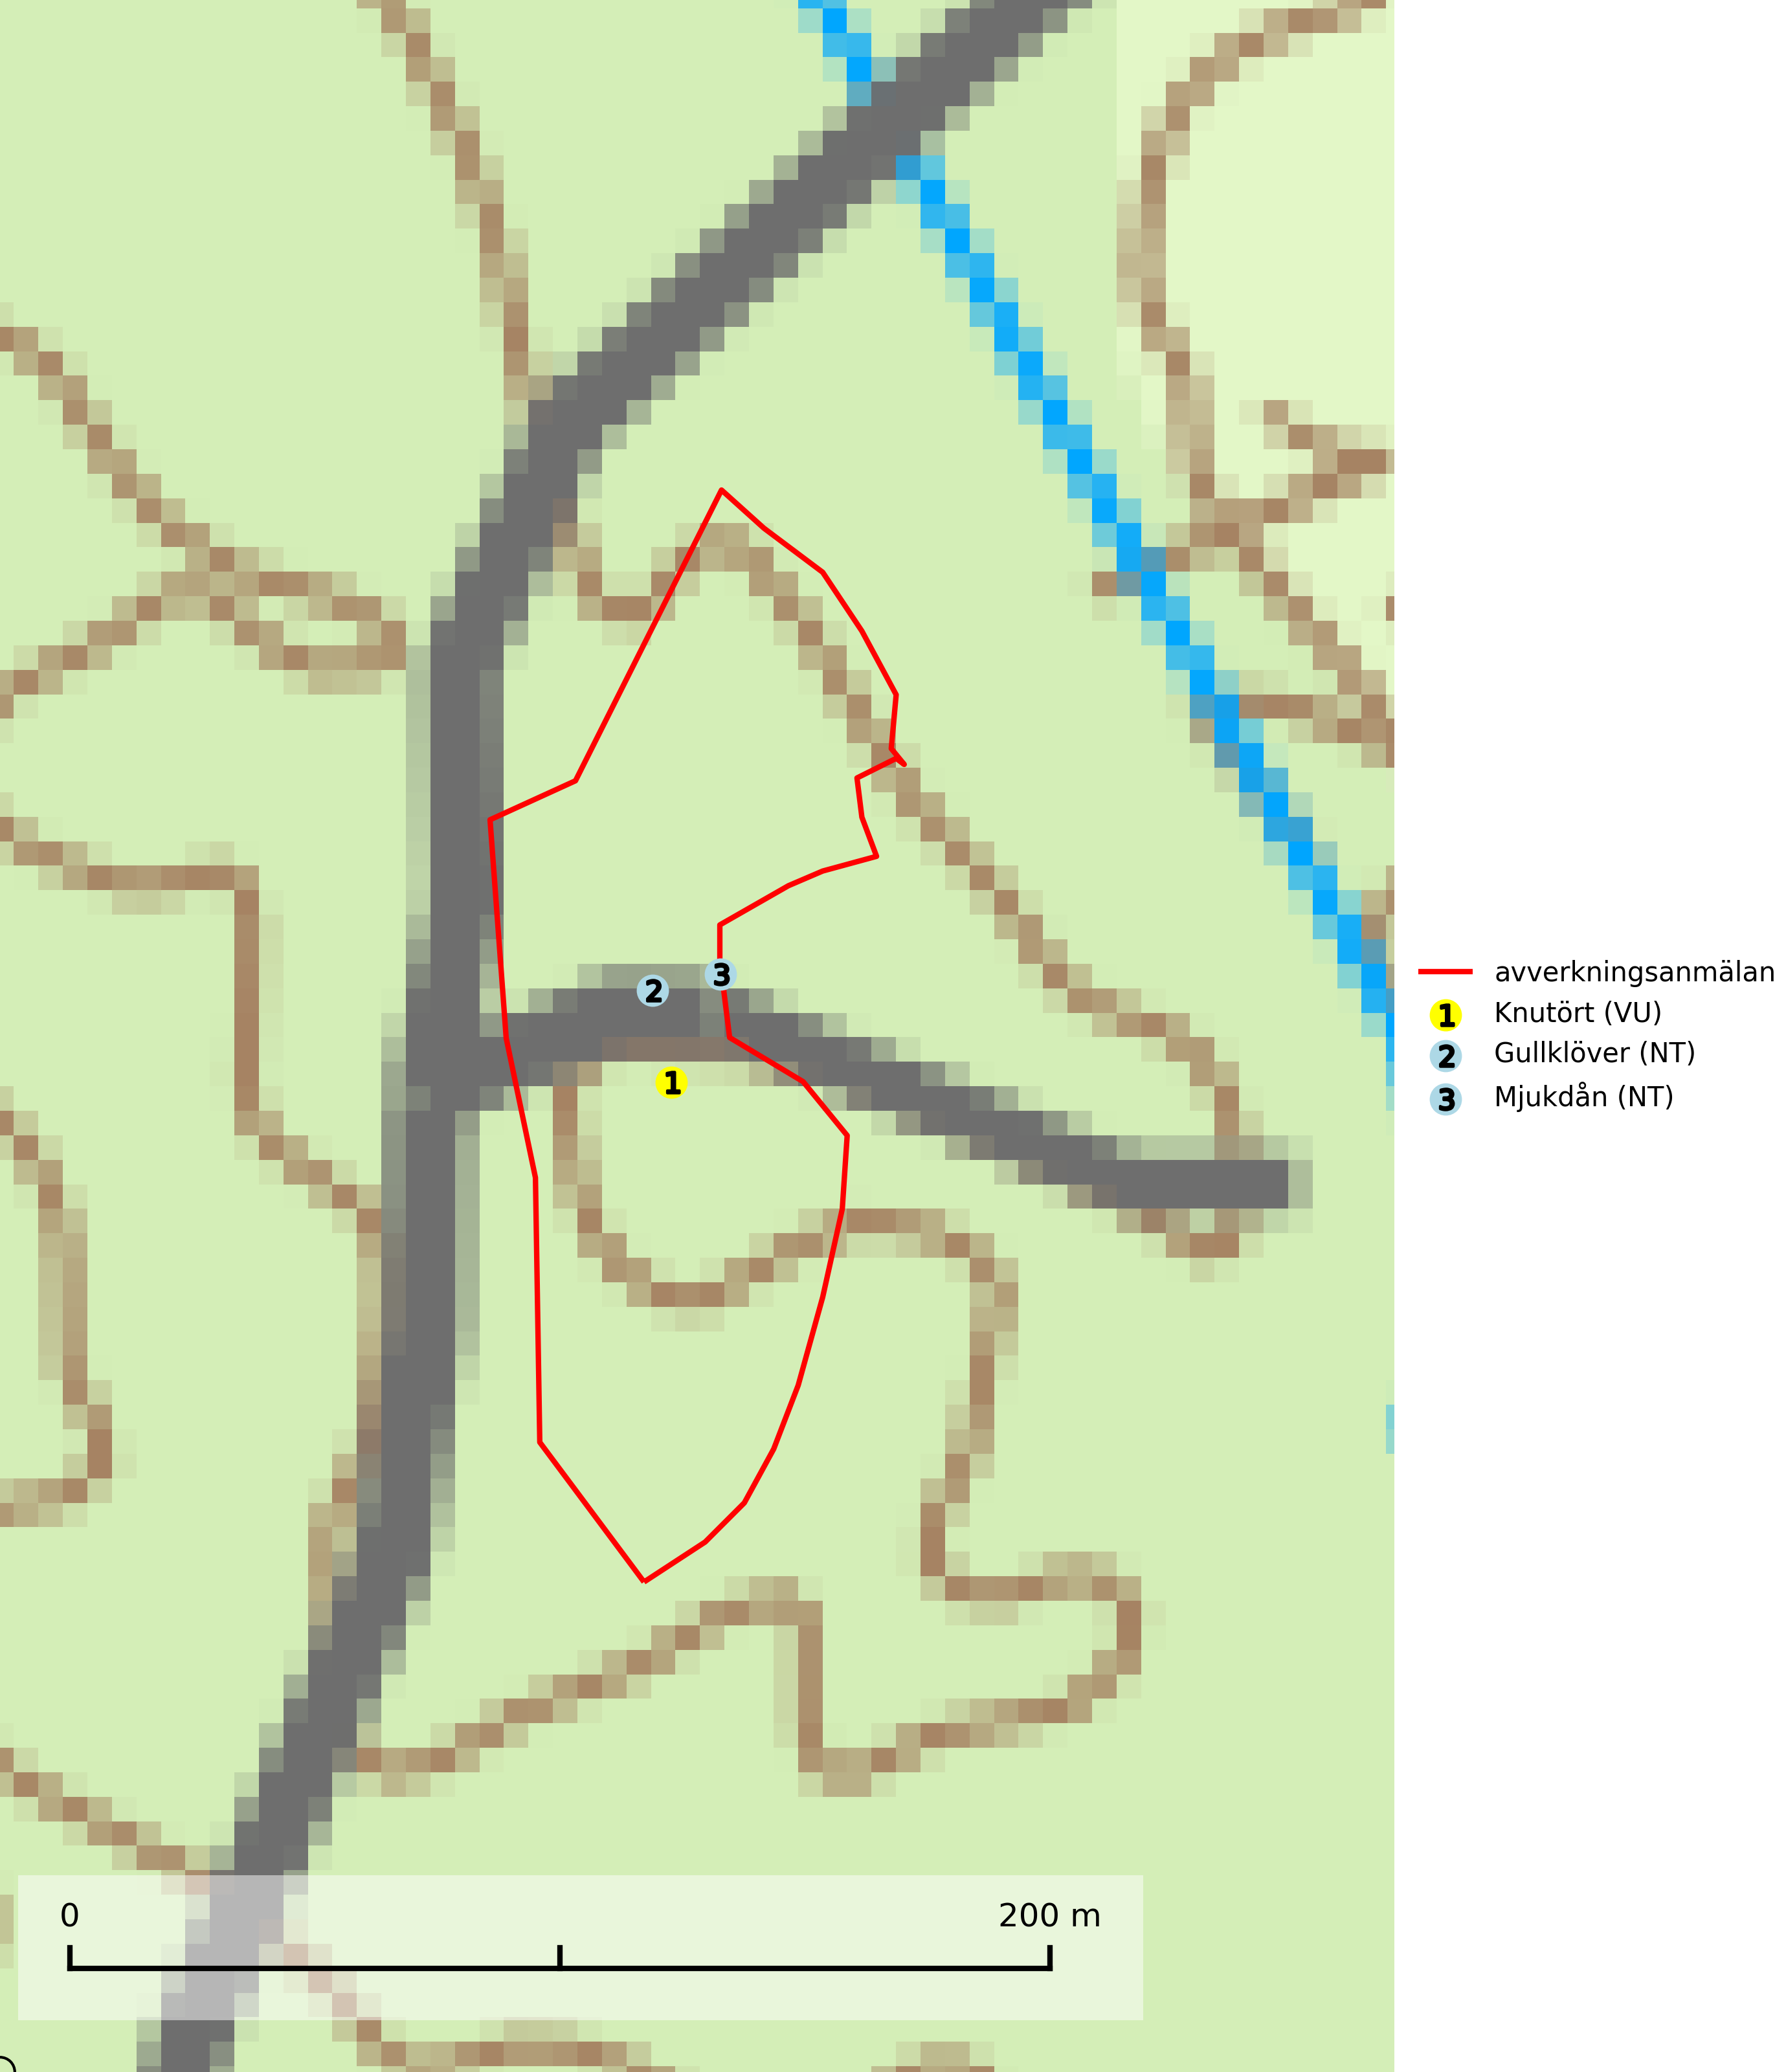 2
3
1
avverkningsanmälan
1 Knutört (VU)
2 Gullklöver (NT)
3 Mjukdån (NT)
0 200 m